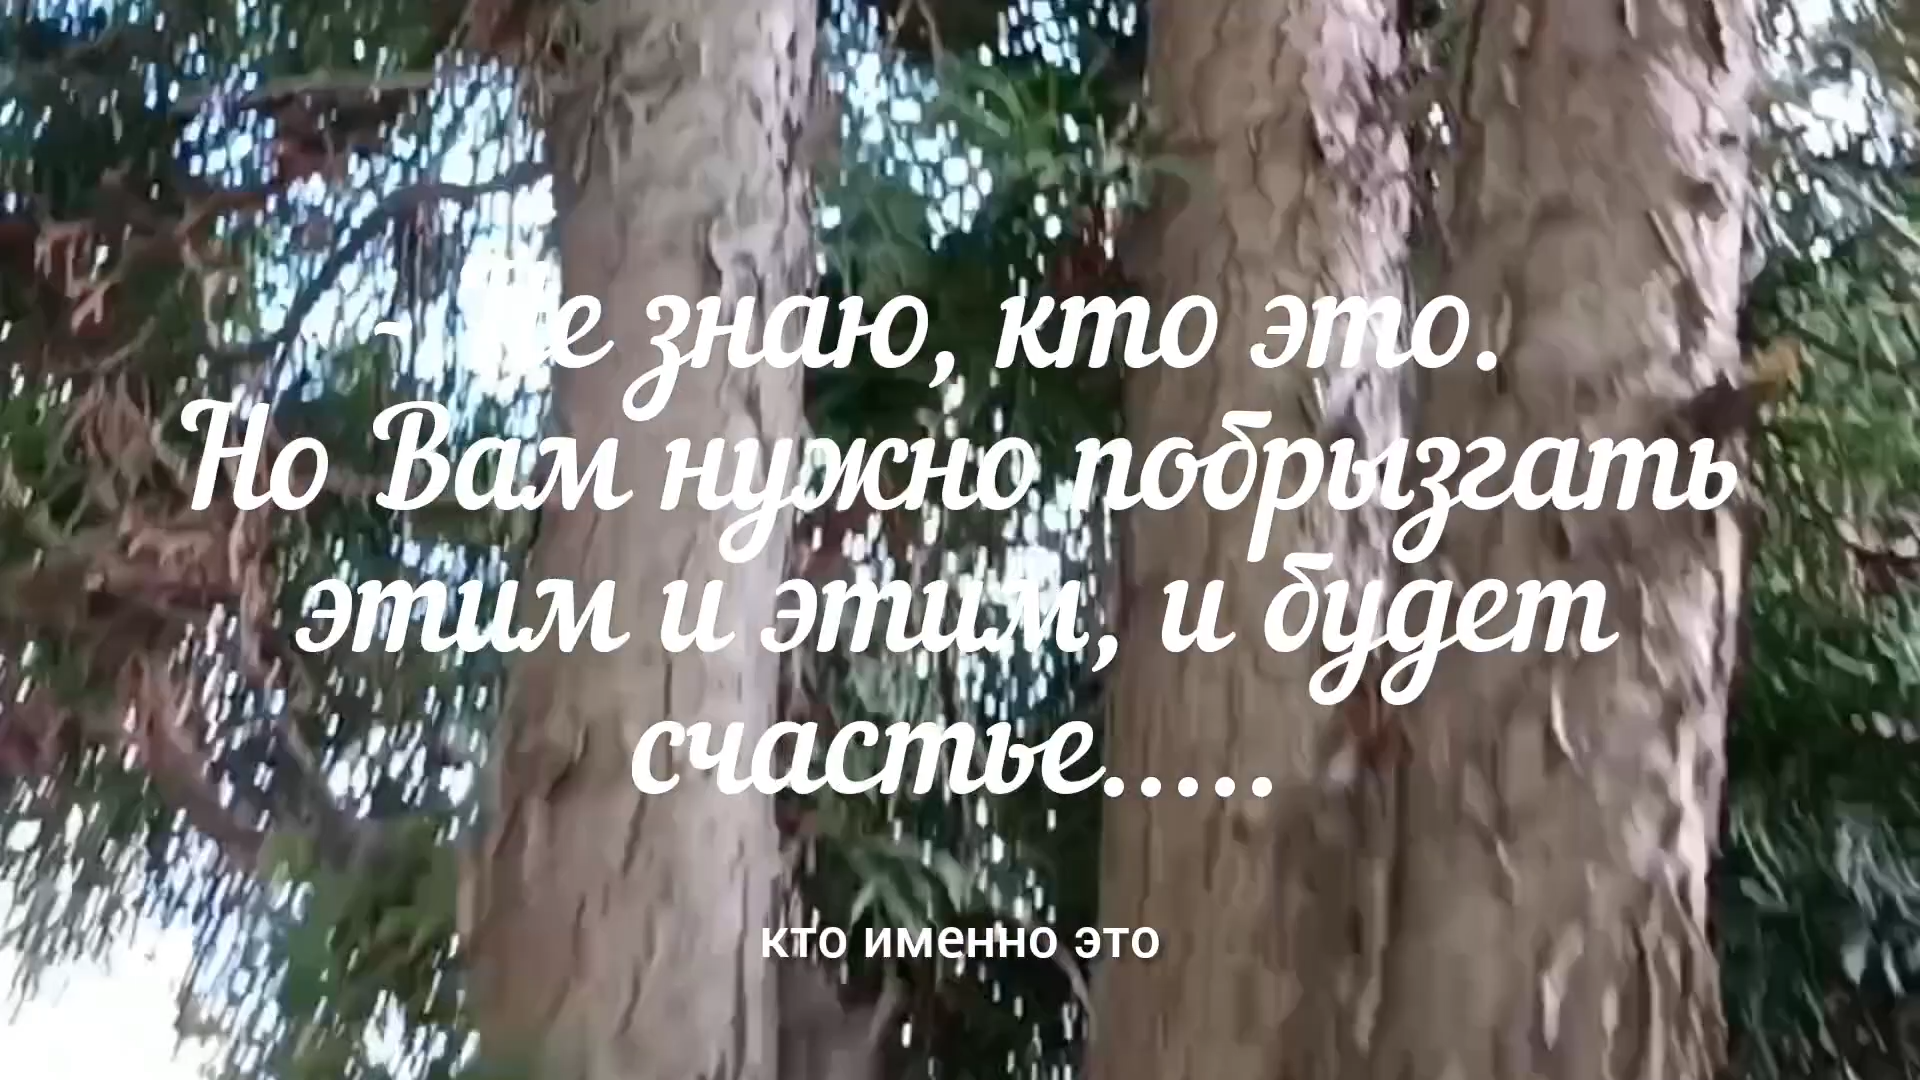 - Не знаю, кто это.
Но Вам нужно побрызгать
этим и этим, и будет
счастье.....
кто именно это